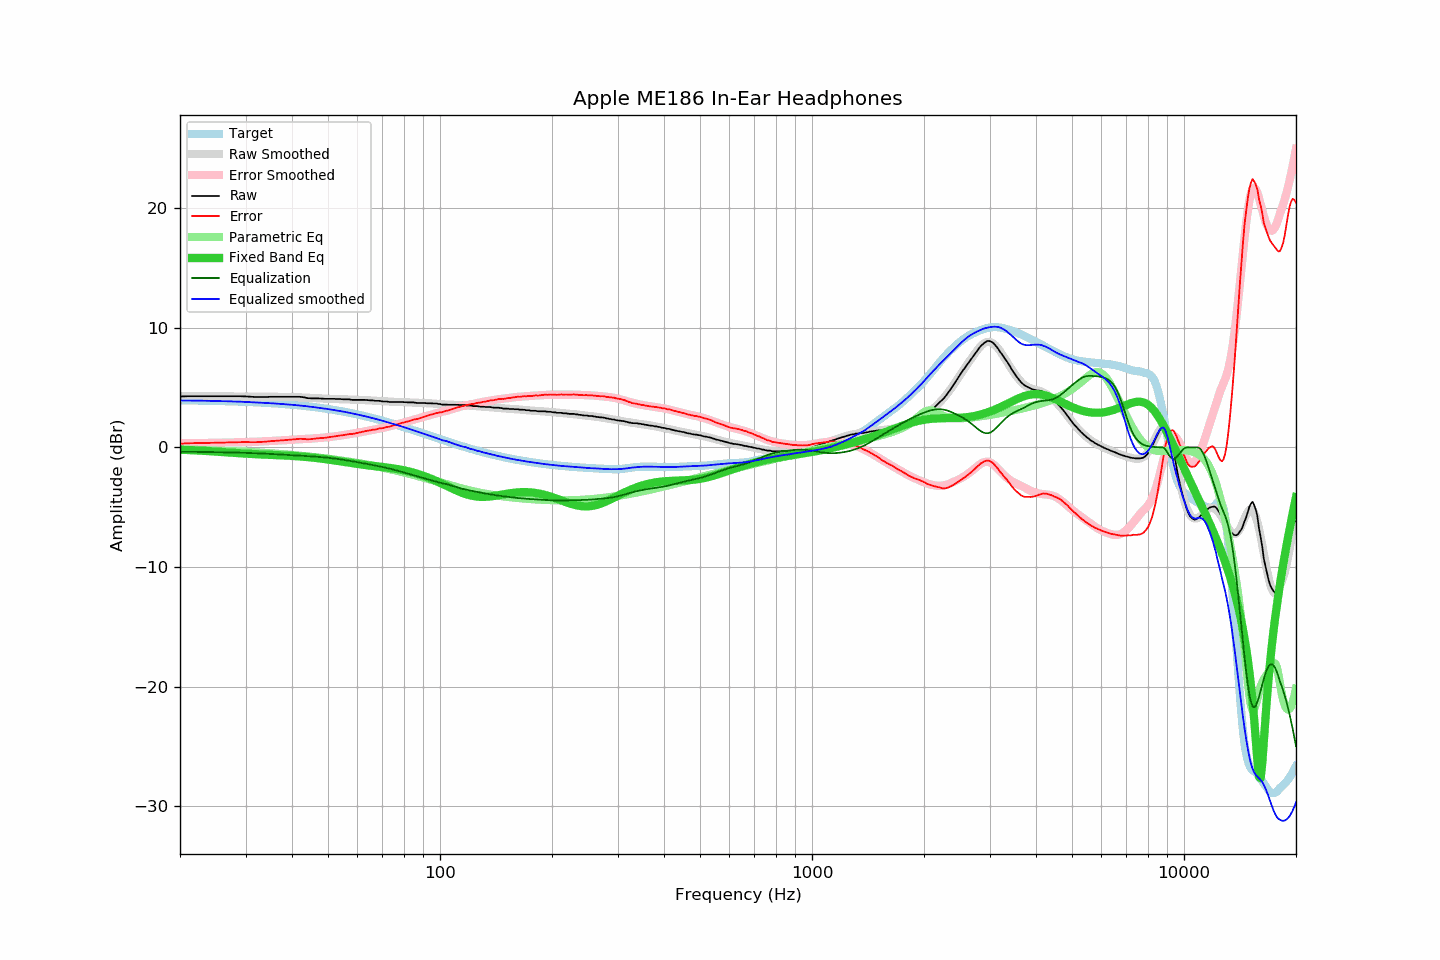 Apple ME186 In-Ear Headphones
Target
Raw Smoothed
Error Smoothed
Raw
Error
Parametric Eq
Fixed Band Eq
Equalization
Equalized smoothed
20
10
0
−10
−20
−30
Amplitude (dBr)
100
1000
10000
Frequency (Hz)